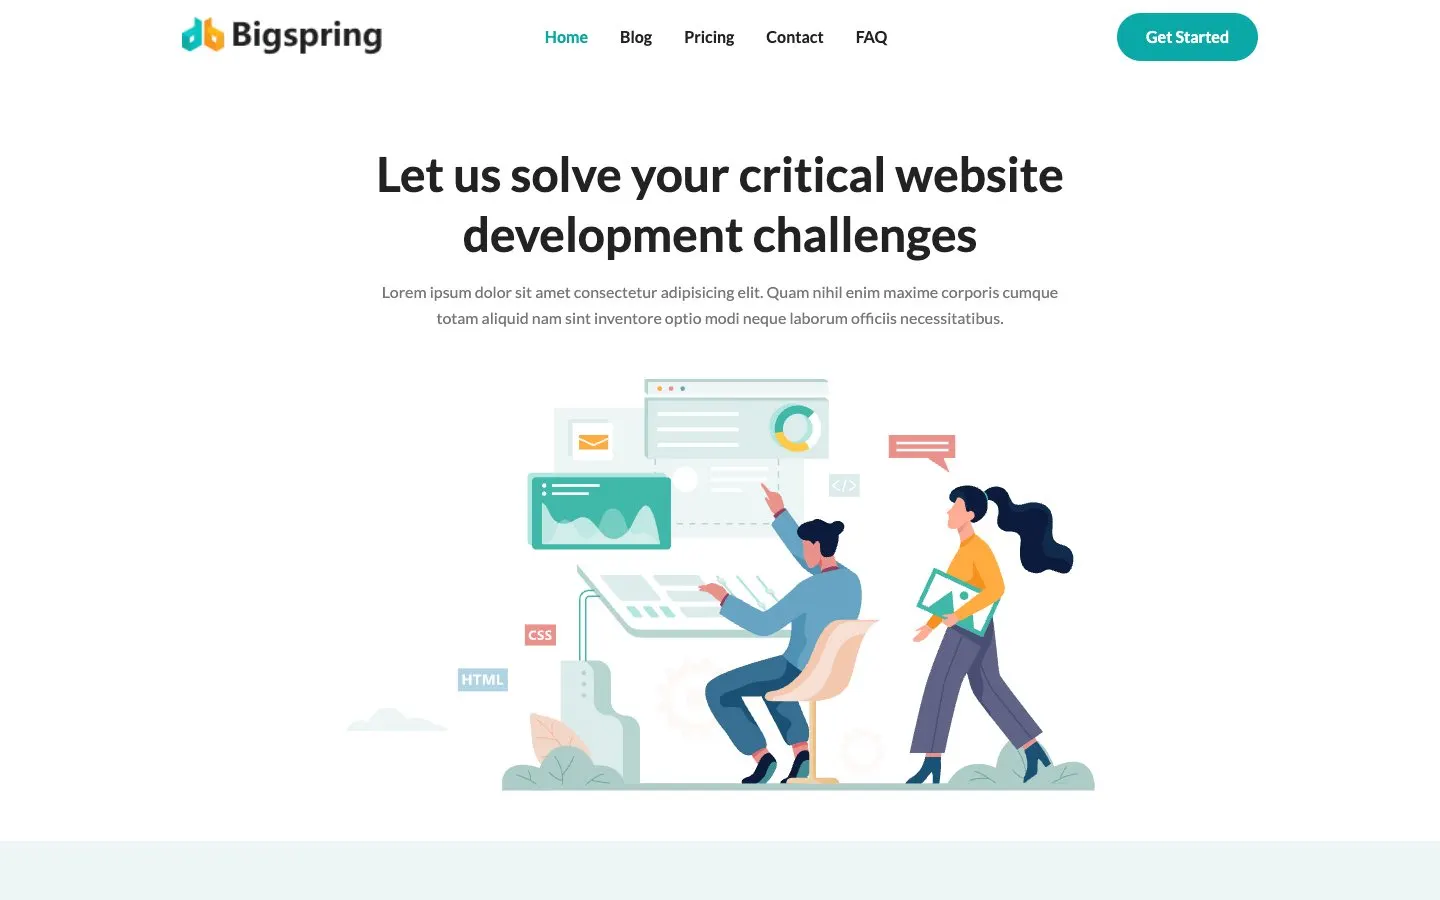 Bigspring
Home Blog Pricing Contact FAQ
Get Started
Let us solve your critical website
development challenges
Lorem ipsum dolor sit amet consectetur adipisicing elit. Quam nihil enim maxime corporis cumque
totam aliquid nam sint inventore optio modi neque laborum officiis necessitatibus.
</>
CSS
HTML